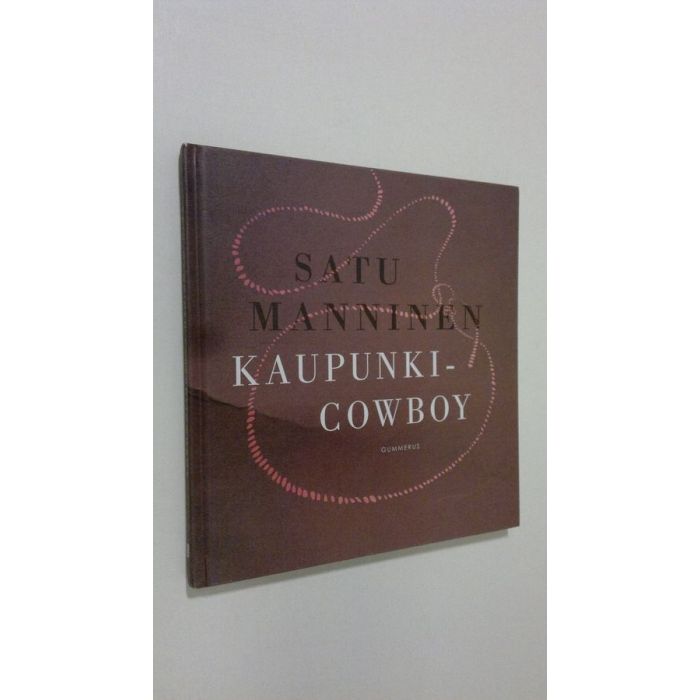 SATU
MANNINEN
KAUPUNKI-
COWBOY
GUMMERUS